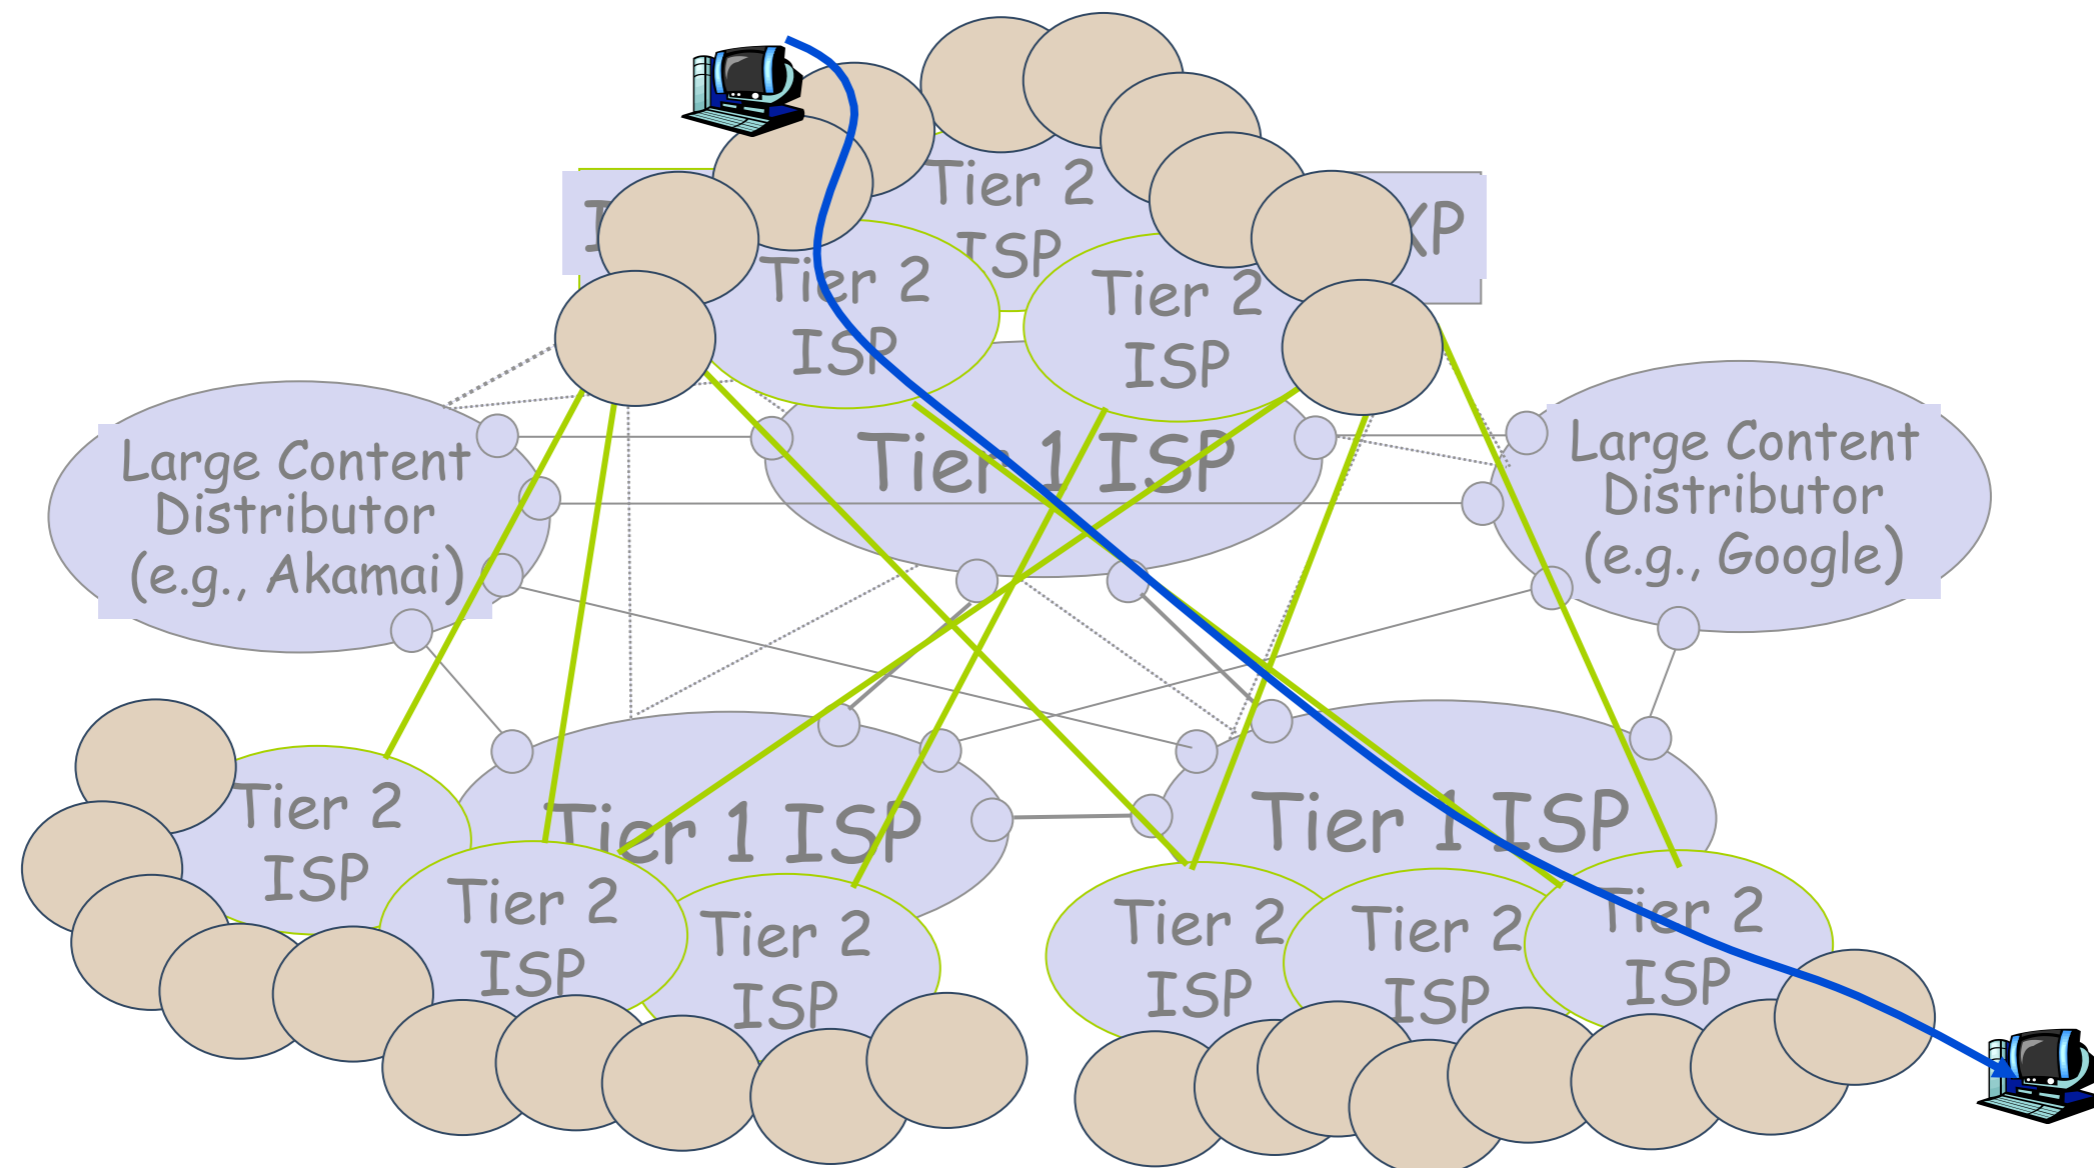 Tier 2
ISP
XP
Tier 2
ISP
Tier 2
ISP
Tier 1 ISP
Large Content
Distributor
(e.g., Akamai)
Large Content
Distributor
(e.g., Google)
Tier 2
ISP
Tier 1 ISP
Tier 2
ISP
Tier 2
ISP
Tier 1 ISP
Tier 2
ISP
Tier 2
ISP
Tier 2
ISP